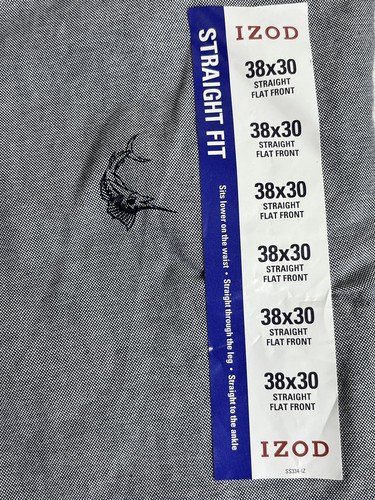 IZOD
STRAIGHT FIT
Sits lower on the waist • Straight through the leg • Straight to the ankle
38x30
STRAIGHT
FLAT FRONT
38x30
STRAIGHT
FLAT FRONT
38x30
STRAIGHT
FLAT FRONT
38x30
STRAIGHT
FLAT FRONT
38x30
STRAIGHT
FLAT FRONT
38x30
STRAIGHT
FLAT FRONT
IZOD
SS334-IZ